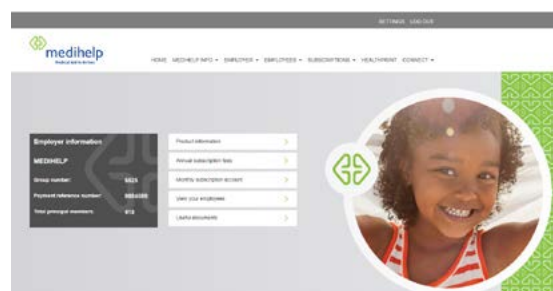 SETTINGS LOG OUT
medihelp
HOME MEDIHELP INFO EMPLOYER EMPLOYEES SUBSCRIPTIONS HEALTHPRINT CONNECT
Employer information
MEDIHELP
Group number:
Payment reference number:
Total principal members:
Product information
Annual subscription fees
Monthly subscription account
View your employees
Useful documents